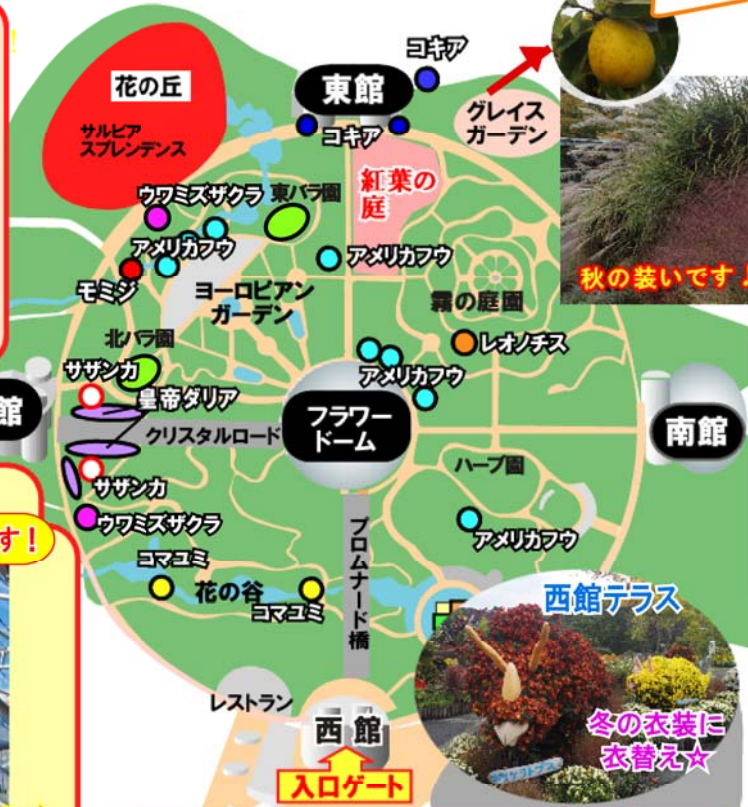 !
コキア
花の丘
サルビア
スプレンデンス
東館
コキア
グレイス
ガーデン
紅葉の
庭
ウワミズザクラ
東バラ園
アメリカフウ
アメリカフウ
モミジ
ヨーロピアン
ガーデン
霧の庭園
秋の装いです♪
レオノチス
北バラ園
サザンカ
アメリカフウ
皇帝ダリア
館
クリスタルロード
フラワー
ドーム
南館
ハーブ園
サザンカ
ウワミズザクラ
す!
アメリカフウ
プロムナード橋
コマユミ
花の谷
コマユミ
西館テラス
レストラン
西館
入口ゲート
冬の衣装に
衣替え☆